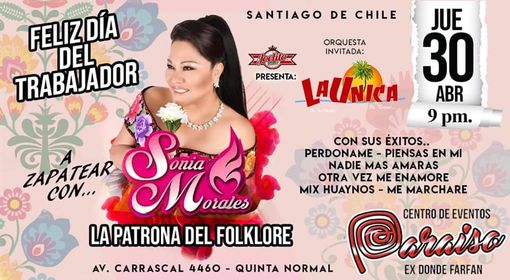 SANTIAGO DE CHILE
FELIZ DÍA
DEL
TRABAJADOR
PRESENTA:
ORQUESTA
INVITADA:
LA UNICA
JUE
30
ABR
9 pm.
A
ZAPATEAR
CON...
Sonia
Morales
LA PATRONA DEL FOLKLORE
CON SUS ÉXITOS..
PERDONAME - PIENSAS EN MI
NADIE MAS AMARAS
OTRA VEZ ME ENAMORE
MIX HUAYNOS - ME MARCHARE
CENTRO DE EVENTOS
Paraiso
EX DONDE FARFAN
AV. CARRASCAL 4460 - QUINTA NORMAL